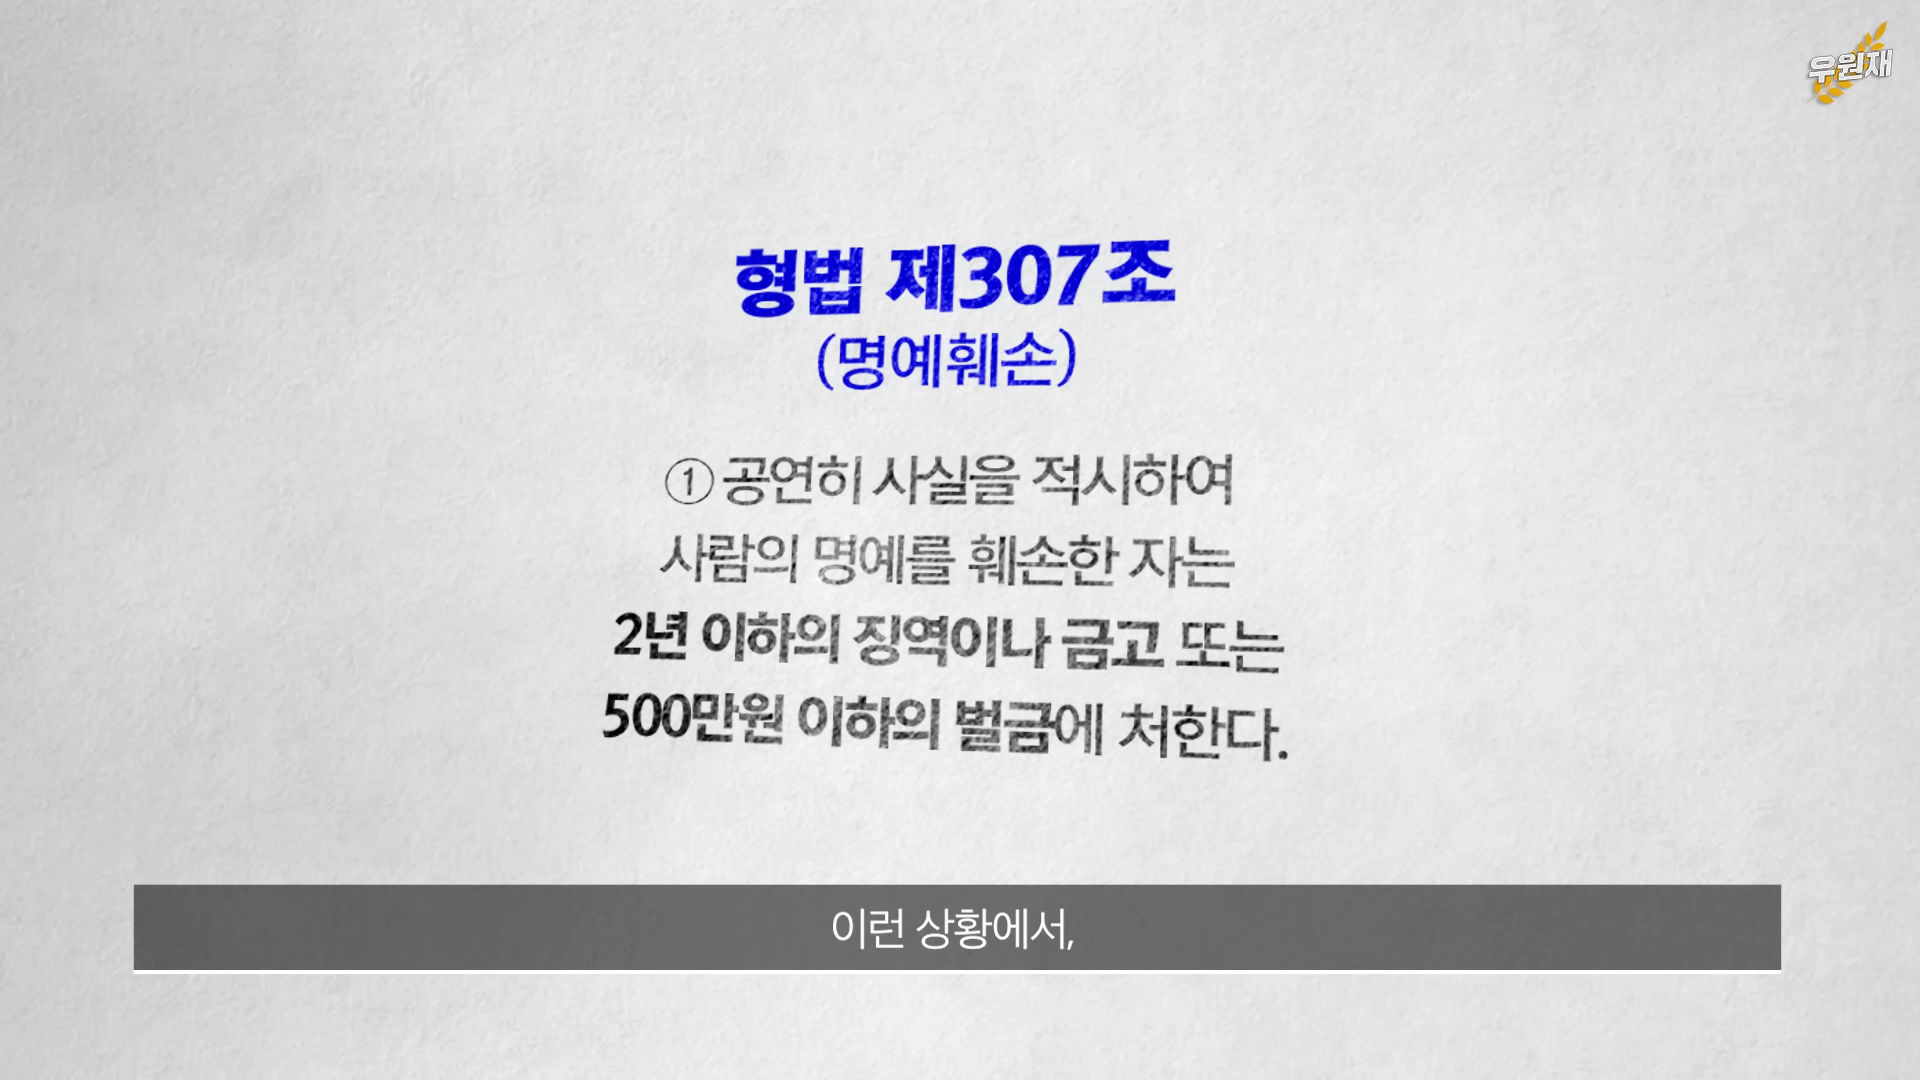 우원재
형법 제307조
(명예훼손)
① 공연히 사실을 적시하여
사람의 명예를 훼손한 자는
2년 이하의 징역이나 금고 또는
500만원 이하의 벌금에 처한다.
이런 상황에서,